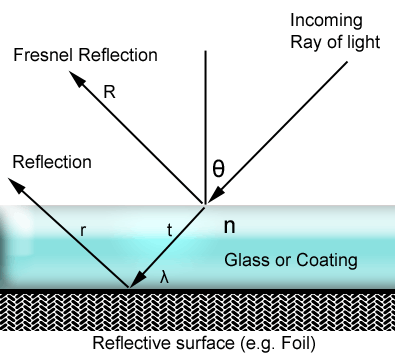 Incoming
Ray of light
Fresnel Reflection
R
Reflection
θ
r
t
n
Glass or Coating
λ
Reflective surface (e.g. Foil)